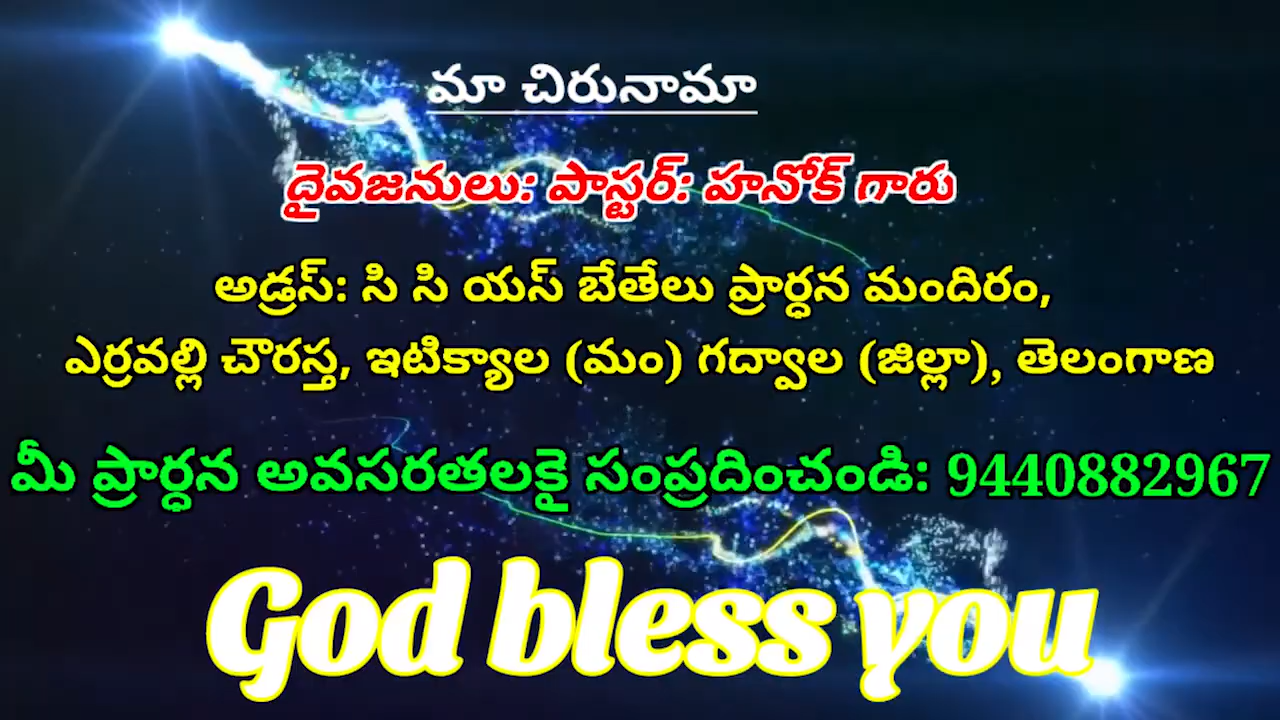 మా చిరునామా
దైవజనులు: పాస్టర్: హనోక్ గారు
అడ్రస్: సి సి యస్ బేతేలు ప్రార్ధన మందిరం,
ఎర్రవల్లి చౌరస్త, ఇటిక్యాల (మం) గద్వాల (జిల్లా), తెలంగాణ
మీ ప్రార్ధన అవసరతలకై సంప్రదించండి: 9440882967
God bless you